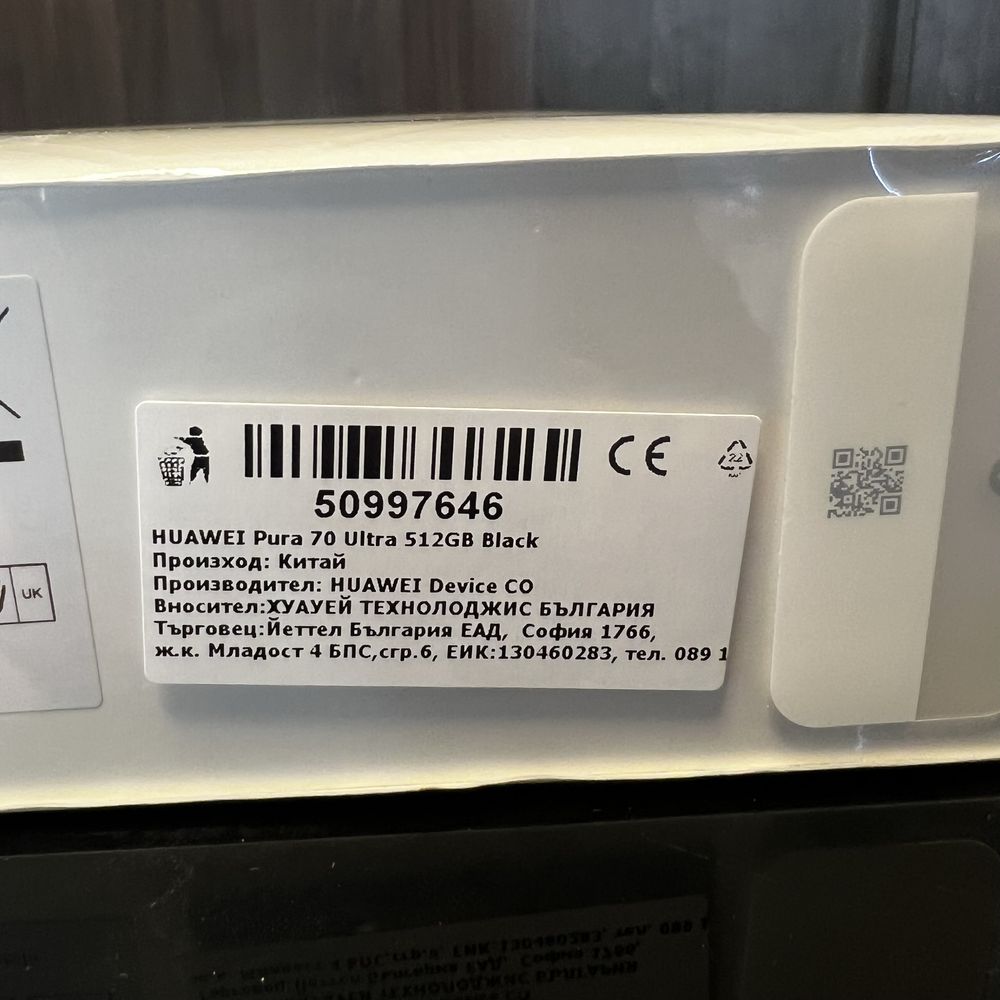 CE
50997646
HUAWEI Pura 70 Ultra 512GB Black
Произход: Китай
Производител: HUAWEI Device CO
Вносител:ХУАУЕЙ ТЕХНОЛОДЖИС БЪЛГАРИЯ
Търговец:Йеттел България ЕАД, София 1766,
ж.к. Младост 4 БПС,сгр.6, ЕИК:130460283, тел. 089 1
UK